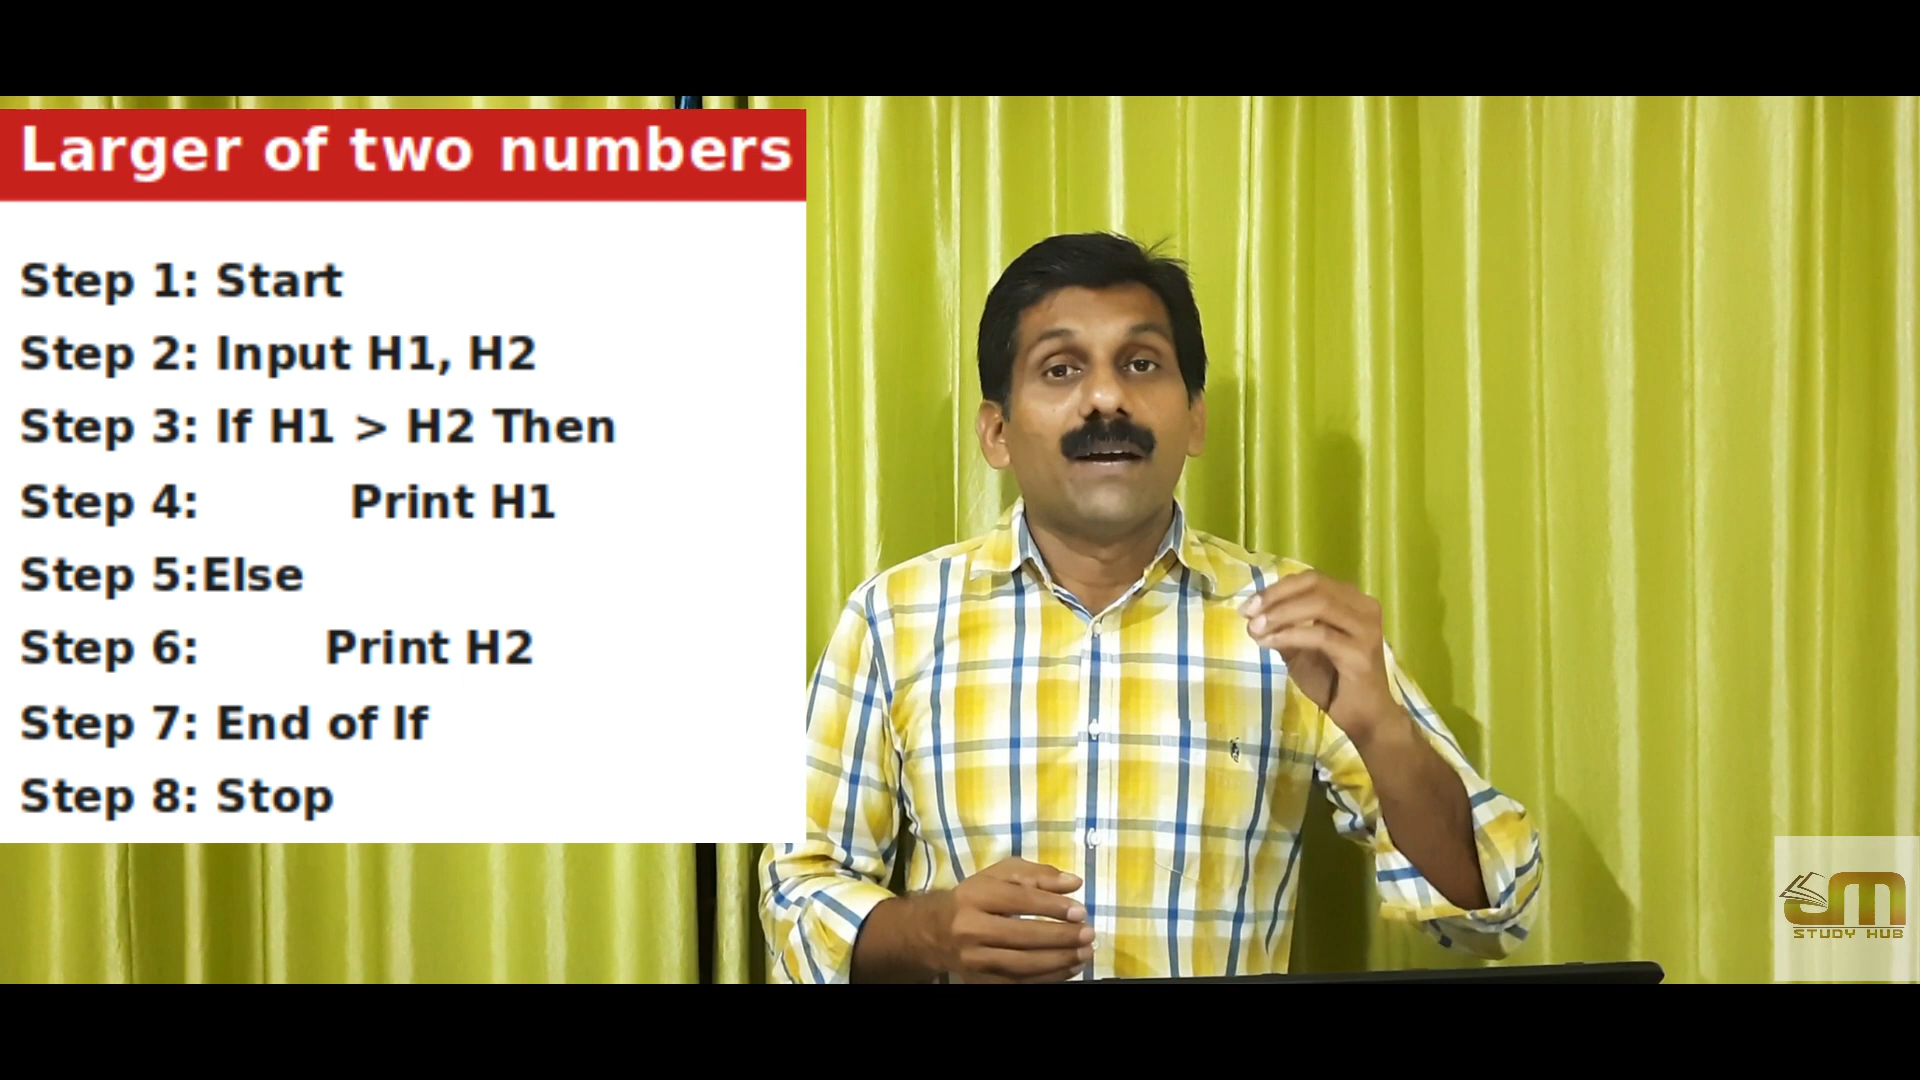 Larger of two numbers
Step 1: Start
Step 2: Input H1, H2
Step 3: If H1 > H2 Then
Step 4: Print H1
Step 5:Else
Step 6: Print H2
Step 7: End of If
Step 8: Stop
STUDY HUB